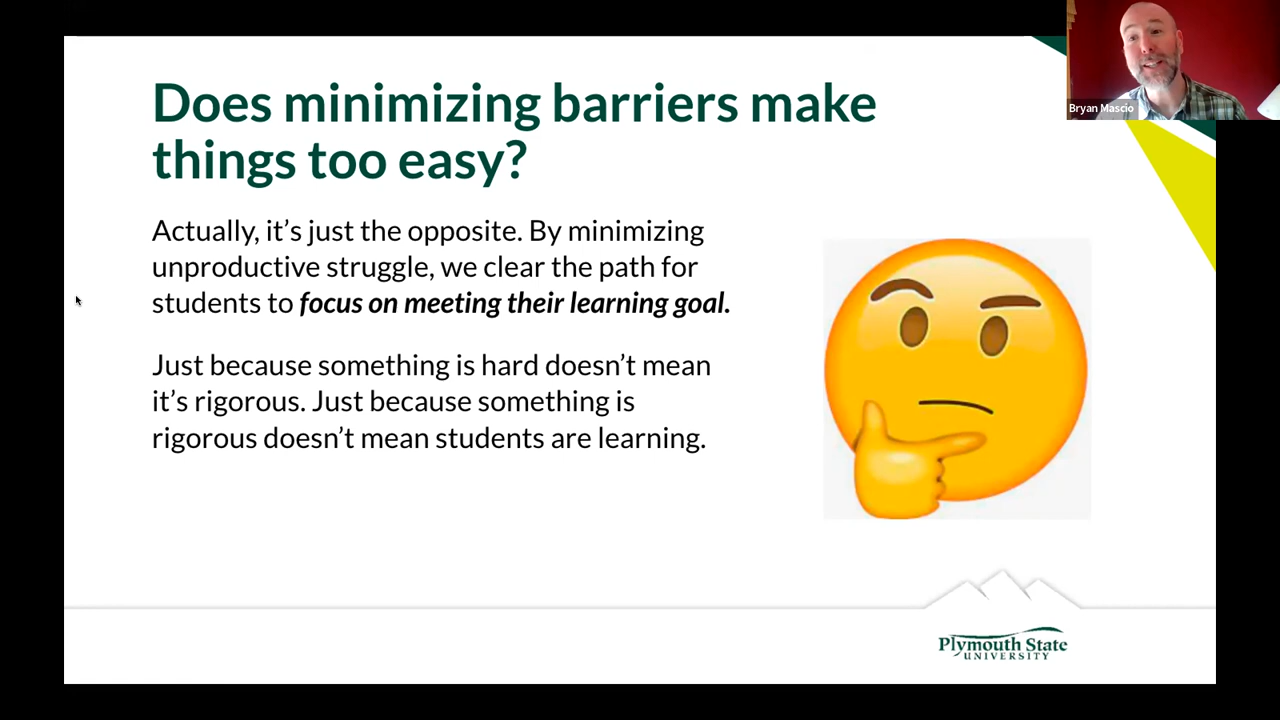 Does minimizing barriers make
things too easy?
Actually, it’s just the opposite. By minimizing
unproductive struggle, we clear the path for
students to focus on meeting their learning goal.
Just because something is hard doesn’t mean
it’s rigorous. Just because something is
rigorous doesn’t mean students are learning.
Bryan Mascio
Plymouth State
UNIVERSITY